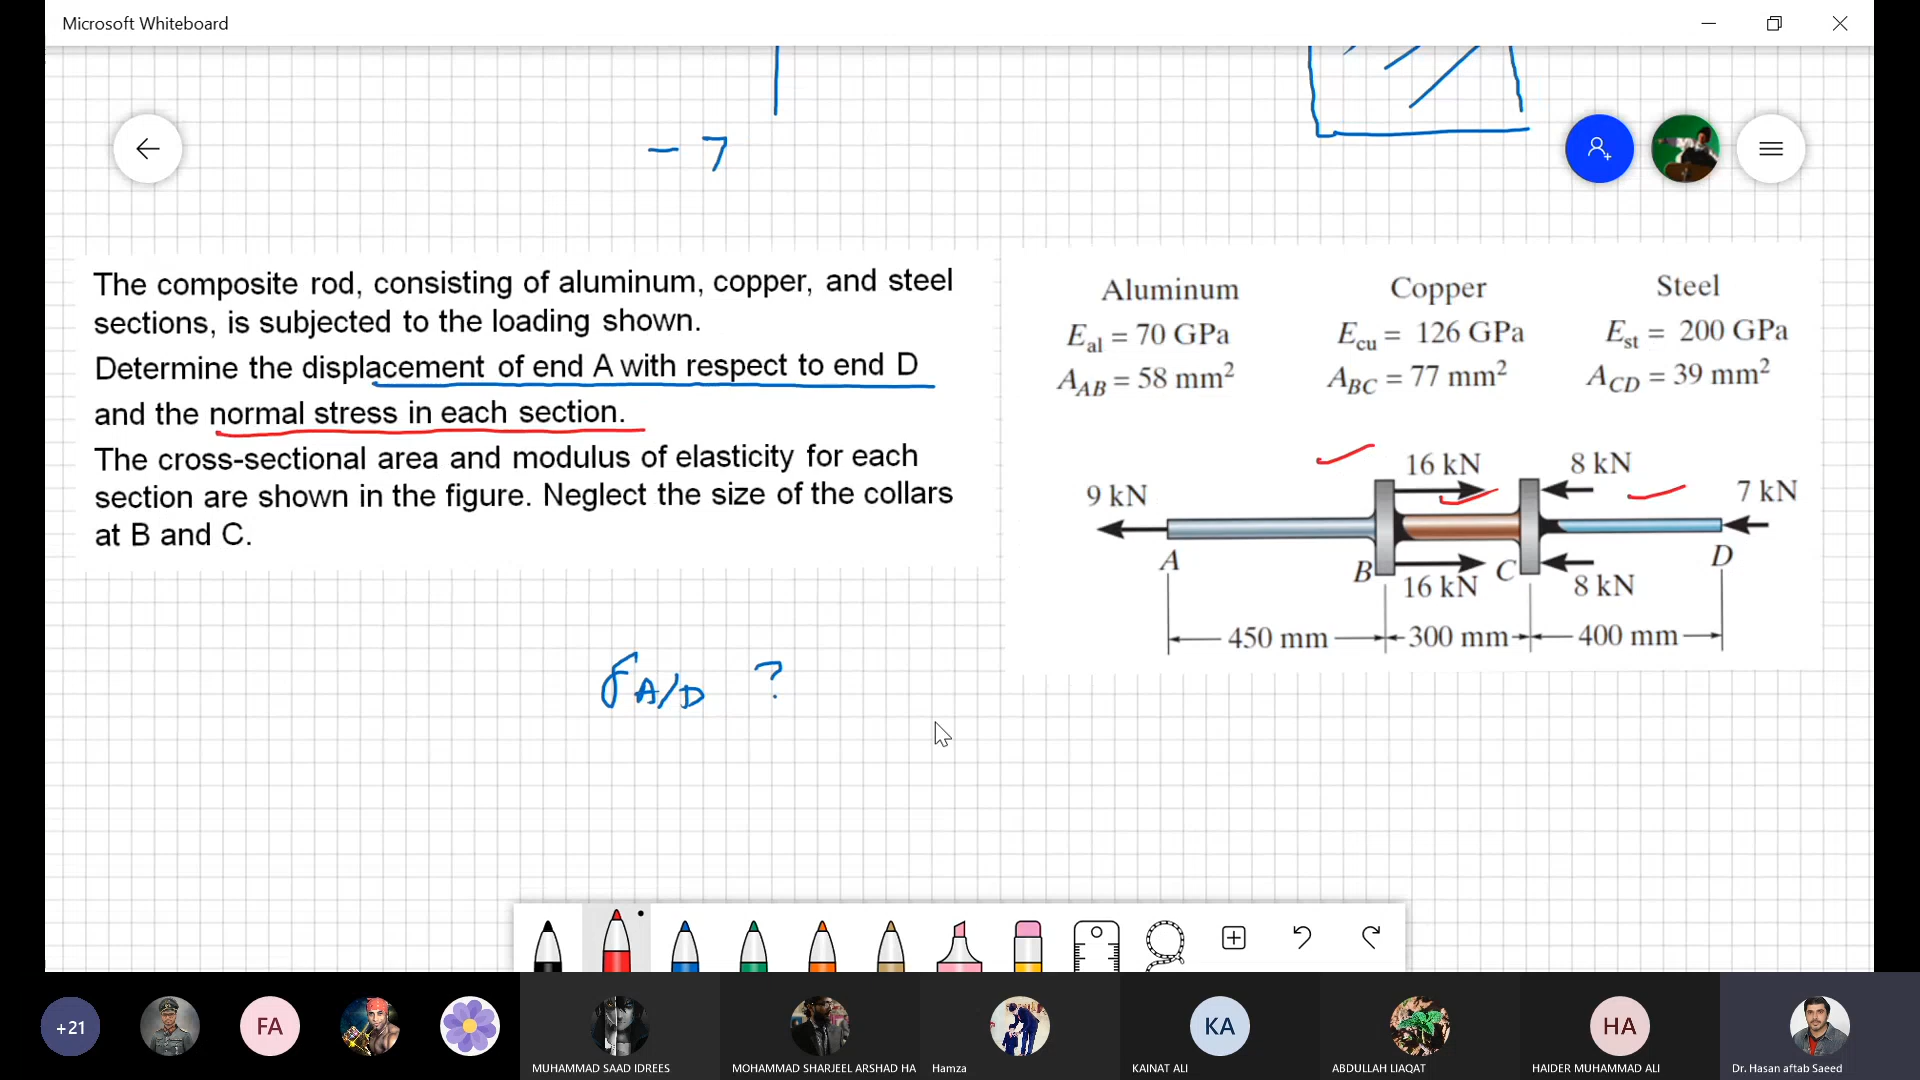 Microsoft Whiteboard
- 7
The composite rod, consisting of aluminum, copper, and steel
sections, is subjected to the loading shown.
Determine the displacement of end A with respect to end D
and the normal stress in each section.
The cross-sectional area and modulus of elasticity for each
section are shown in the figure. Neglect the size of the collars
at B and C.
Aluminum
E_al = 70 GPa
A_AB = 58 mm²
Copper
E_cu = 126 GPa
A_BC = 77 mm²
Steel
E_st = 200 GPa
A_CD = 39 mm²
9 kN
16 kN
8 kN
7 kN
A
B
C
D
16 kN
8 kN
450 mm
300 mm
400 mm
δ A/D ?
+21
FA
MUHAMMAD SAAD IDREES
MOHAMMAD SHARJEEL ARSHAD HA
Hamza
KA
KAINAT ALI
ABDULLAH LIAQAT
HA
HAIDER MUHAMMAD ALI
Dr. Hasan aftab Saeed